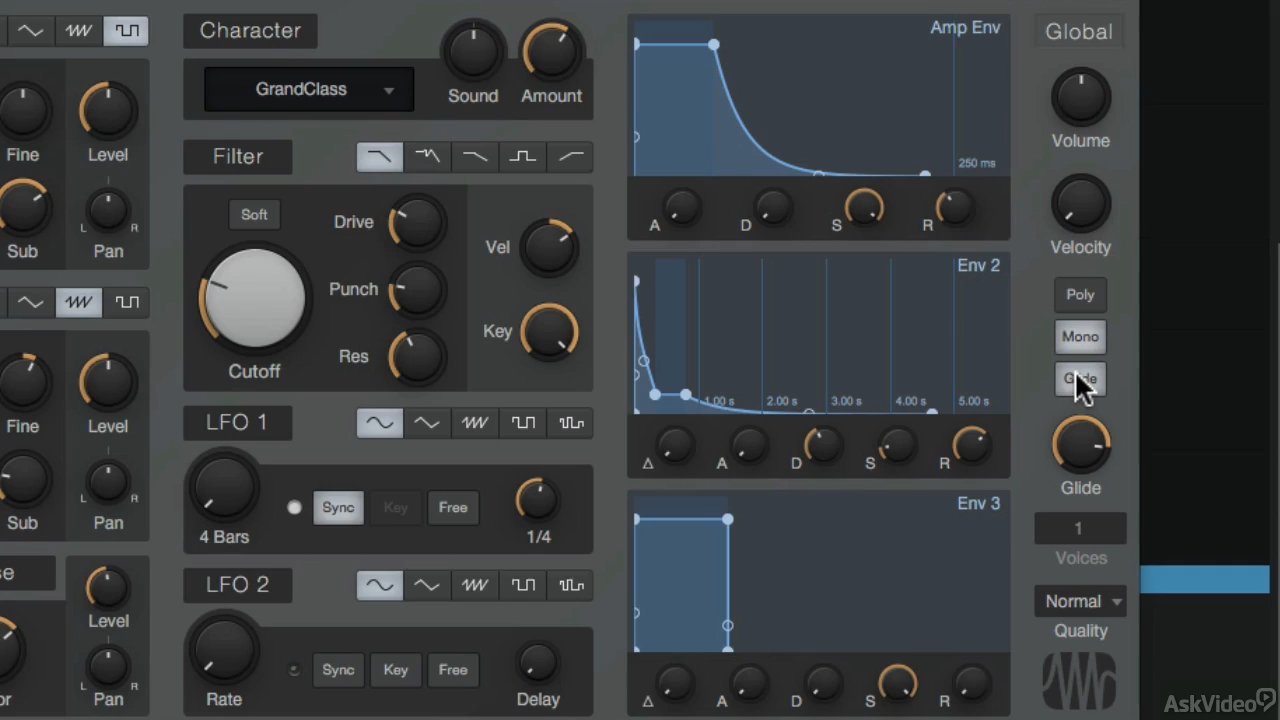 Fine
Level
Sub
L
R
Pan
Fine
Level
Sub
L
R
Pan
e
Level
or
L
R
Pan
Character
GrandClass
Sound
Amount
Filter
Soft
Cutoff
Drive
Punch
Res
Vel
Key
LFO 1
4 Bars
Sync
Key
Free
1/4
LFO 2
Rate
Sync
Key
Free
Delay
Amp Env
250 ms
A
D
S
R
Env 2
1.00 s
2.00 s
3.00 s
4.00 s
5.00 s
Δ
A
D
S
R
Env 3
Δ
A
D
S
R
Global
Volume
Velocity
Poly
Mono
Glide
Glide
1
Voices
Normal
Quality
AskVideo